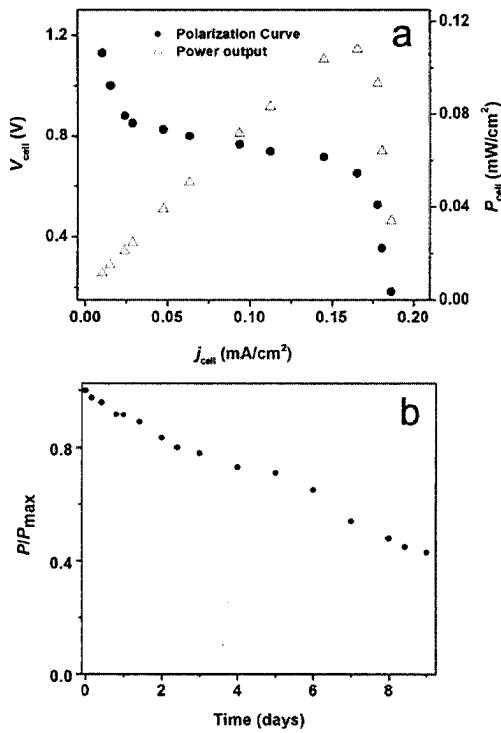 ● Polarization Curve
△ Power output
a
1.2
0.8
0.4
V_cell (V)
0.12
0.08
0.04
0.00
P_cell (mW/cm²)
0.00 0.05 0.10 0.15 0.20
j_cell (mA/cm²)
b
0.8
0.4
0.0
P/P_max
0 2 4 6 8
Time (days)